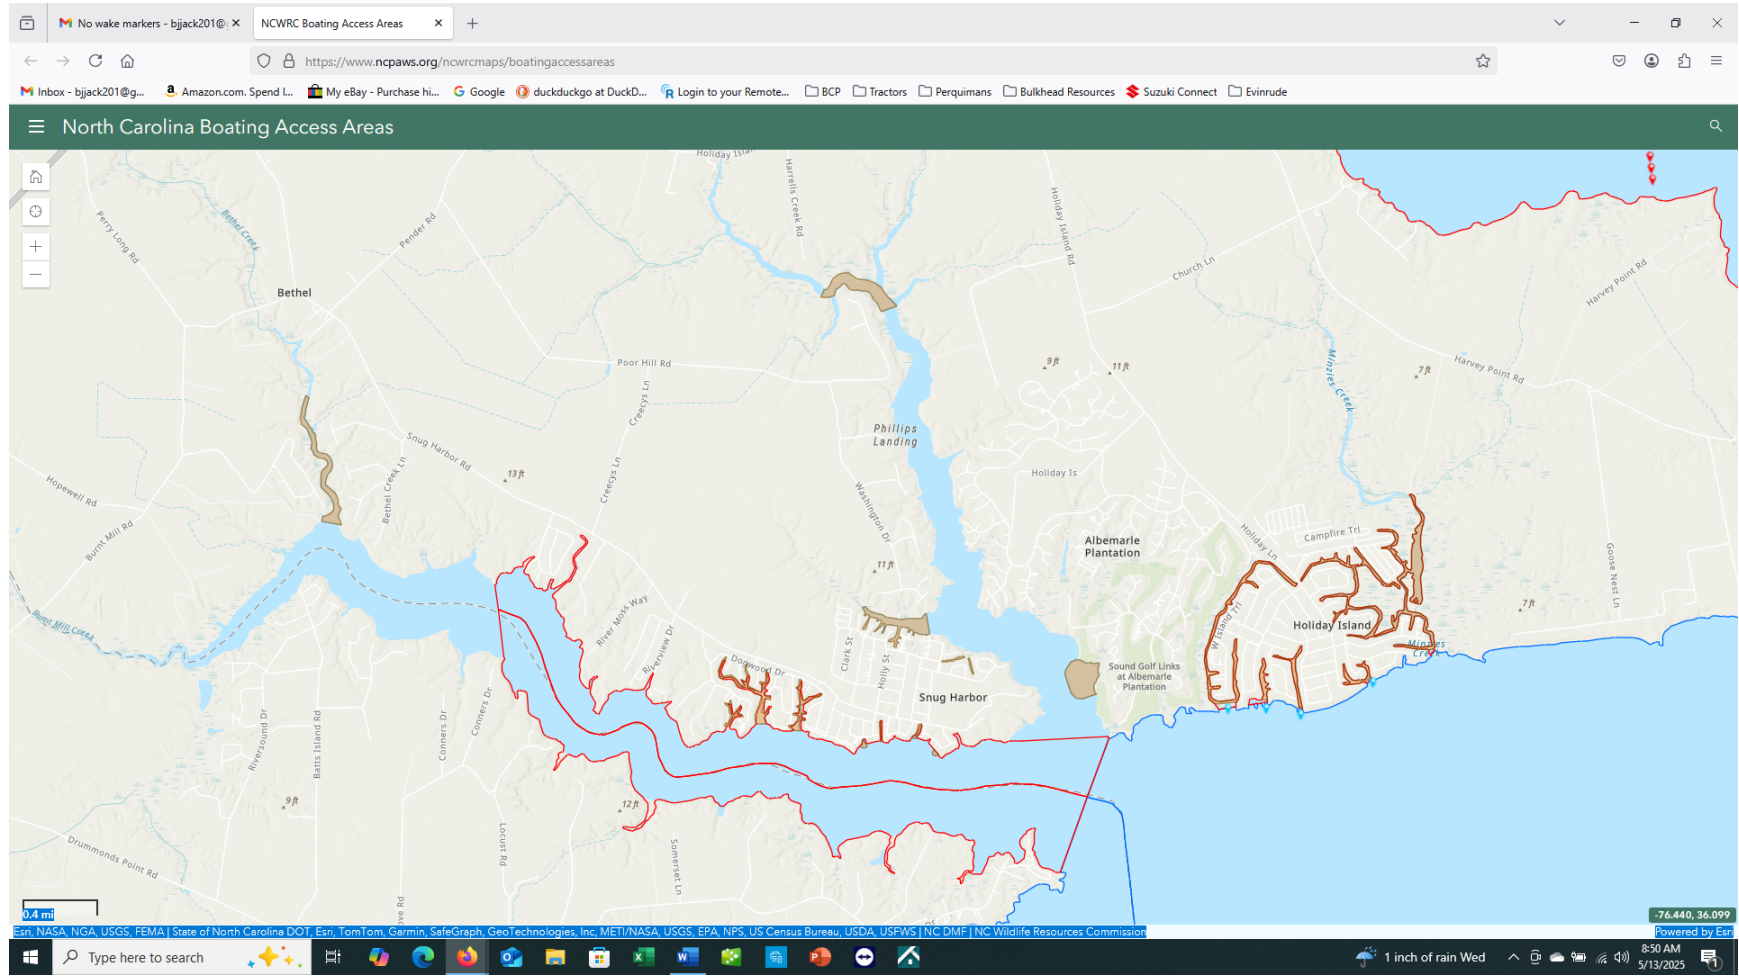 No wake markers - bjjack201@
NCWRC Boating Access Areas
https://www.ncpaws.org/ncwrcmaps/boatingaccessareas
Inbox - bjjack201@g...
Amazon.com. Spend l...
My eBay - Purchase hi...
Google
duckduckgo at DuckD...
Login to your Remote...
BCP
Tractors
Perquimans
Bulkhead Resources
Suzuki Connect
Evinrude
North Carolina Boating Access Areas
Harrells Creek Rd
Holiday Island Rd
Perry Long Rd
Bethel Creek
Pender Rd
Church Ln
Harvey Point Rd
Bethel
Poor Hill Rd
9 ft
11 ft
Minzies Creek
Harvey Point Rd
7 ft
Creecys Ln
Phillips
Landing
Snug Harbor Rd
13 ft
Holiday Is
Hopewell Rd
Bethel Creek Ln
Creecys Ln
Washington Dr
Burnt Mill Rd
Albemarle
Plantation
Holiday Ln
Campfire Trl
Goose Nest Ln
11 ft
Burnt Mill Creek
River Moss Way
Riverview Dr
Clark St
Holly St
W Island Trl
Holiday Island
7 ft
Minzies
Creek
Dogwood Dr
Sound Golf Links
at Albemarle
Plantation
Snug Harbor
Riversound Dr
Batts Island Rd
Conners Dr
Conners Dr
9 ft
12 ft
Drummonds Point Rd
Locust Rd
Somerset Ln
0.4 mi
-76.440, 36.099
Esri, NASA, NGA, USGS, FEMA | State of North Carolina DOT, Esri, TomTom, Garmin, SafeGraph, GeoTechnologies, Inc, METI/NASA, USGS, EPA, NPS, US Census Bureau, USDA, USFWS | NC DMF | NC Wildlife Resources Commission
Powered by Esri
Type here to search
1 inch of rain Wed
8:50 AM
5/13/2025
1